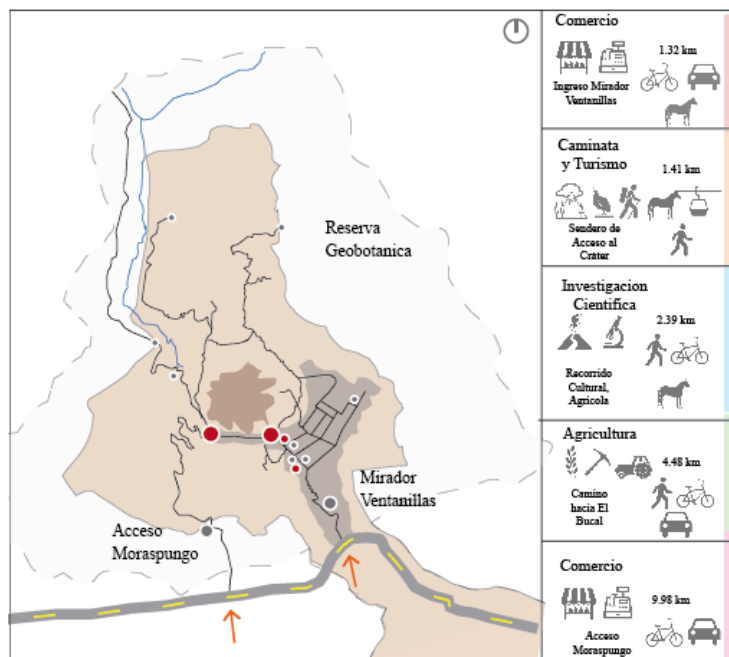 Reserva
Geobotanica
Mirador
Ventanillas
Acceso
Moraspungo
Comercio
1.32 km
Ingreso Mirador
Ventanillas
Caminata
y Turismo
1.41 km
Sendero de
Acceso al
Cráter
Investigacion
Cientifica
2.39 km
Recorrido
Cultural,
Agricola
Agricultura
4.48 km
Camino
hacia El
Bucal
Comercio
9.98 km
Acceso
Moraspungo